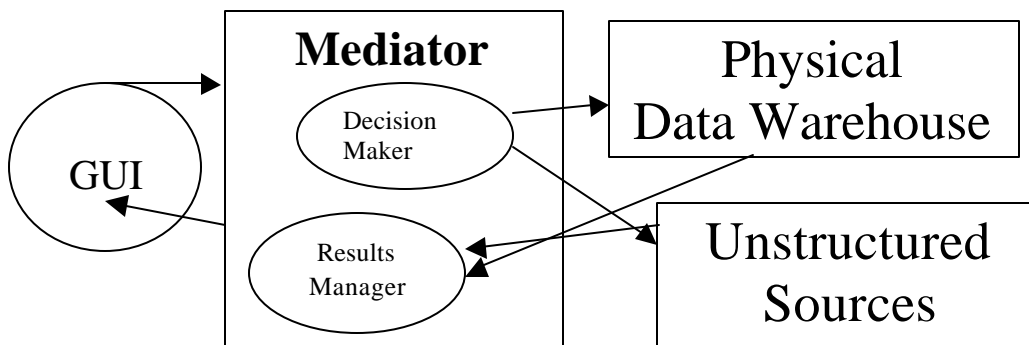 Mediator
Physical
Data Warehouse
Decision
Maker
GUI
Results
Manager
Unstructured
Sources